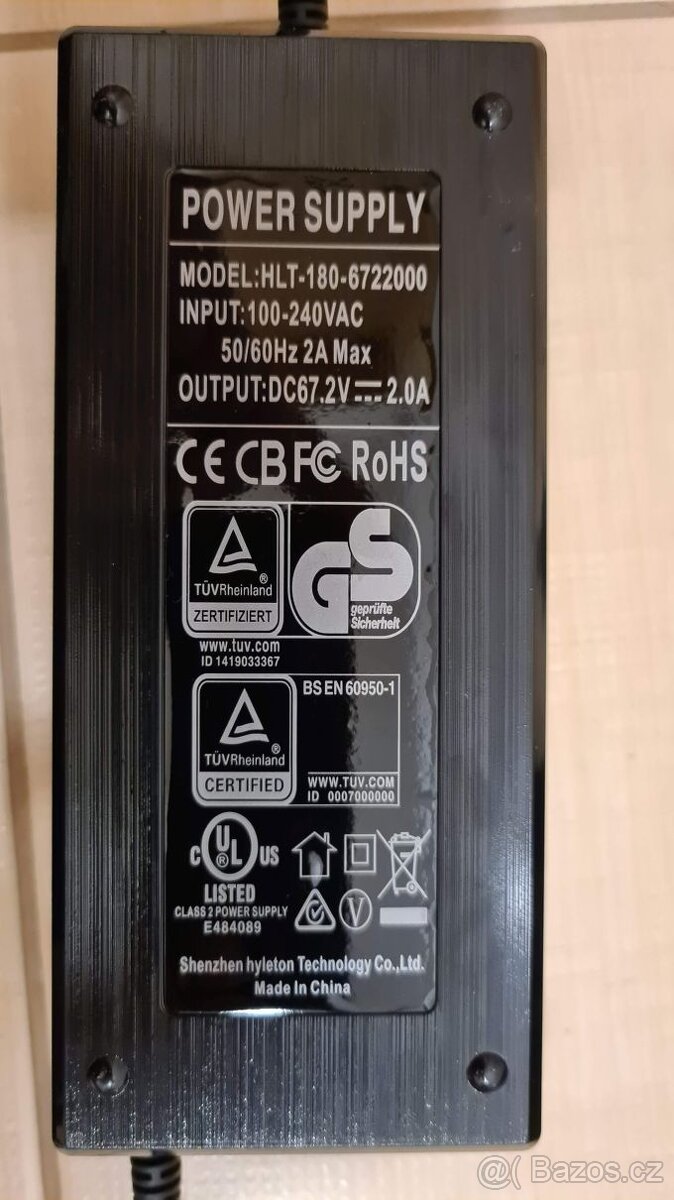 POWER SUPPLY
MODEL:HLT-180-6722000
INPUT:100-240VAC
50/60Hz 2A Max
OUTPUT:DC67.2V 2.0A
CE CB FC RoHS
TÜVRheinland®
ZERTIFIZIERT
GS
geprüfte
Sicherheit
www.tuv.com
ID 1419033367
BS EN 60950-1
TÜVRheinland®
CERTIFIED
WWW.TUV.COM
ID 0007000000
C UL® US
LISTED
CLASS 2 POWER SUPPLY
E484089
V
Shenzhen hyleton Technology Co.,Ltd.
Made In China
@( Bazos.cz